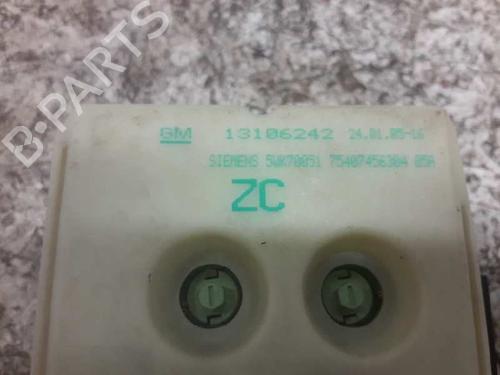 B-PARTS
GM 13106242 24.01.05-16
SIEMENS 5WK70051 75407456304 05A
ZC